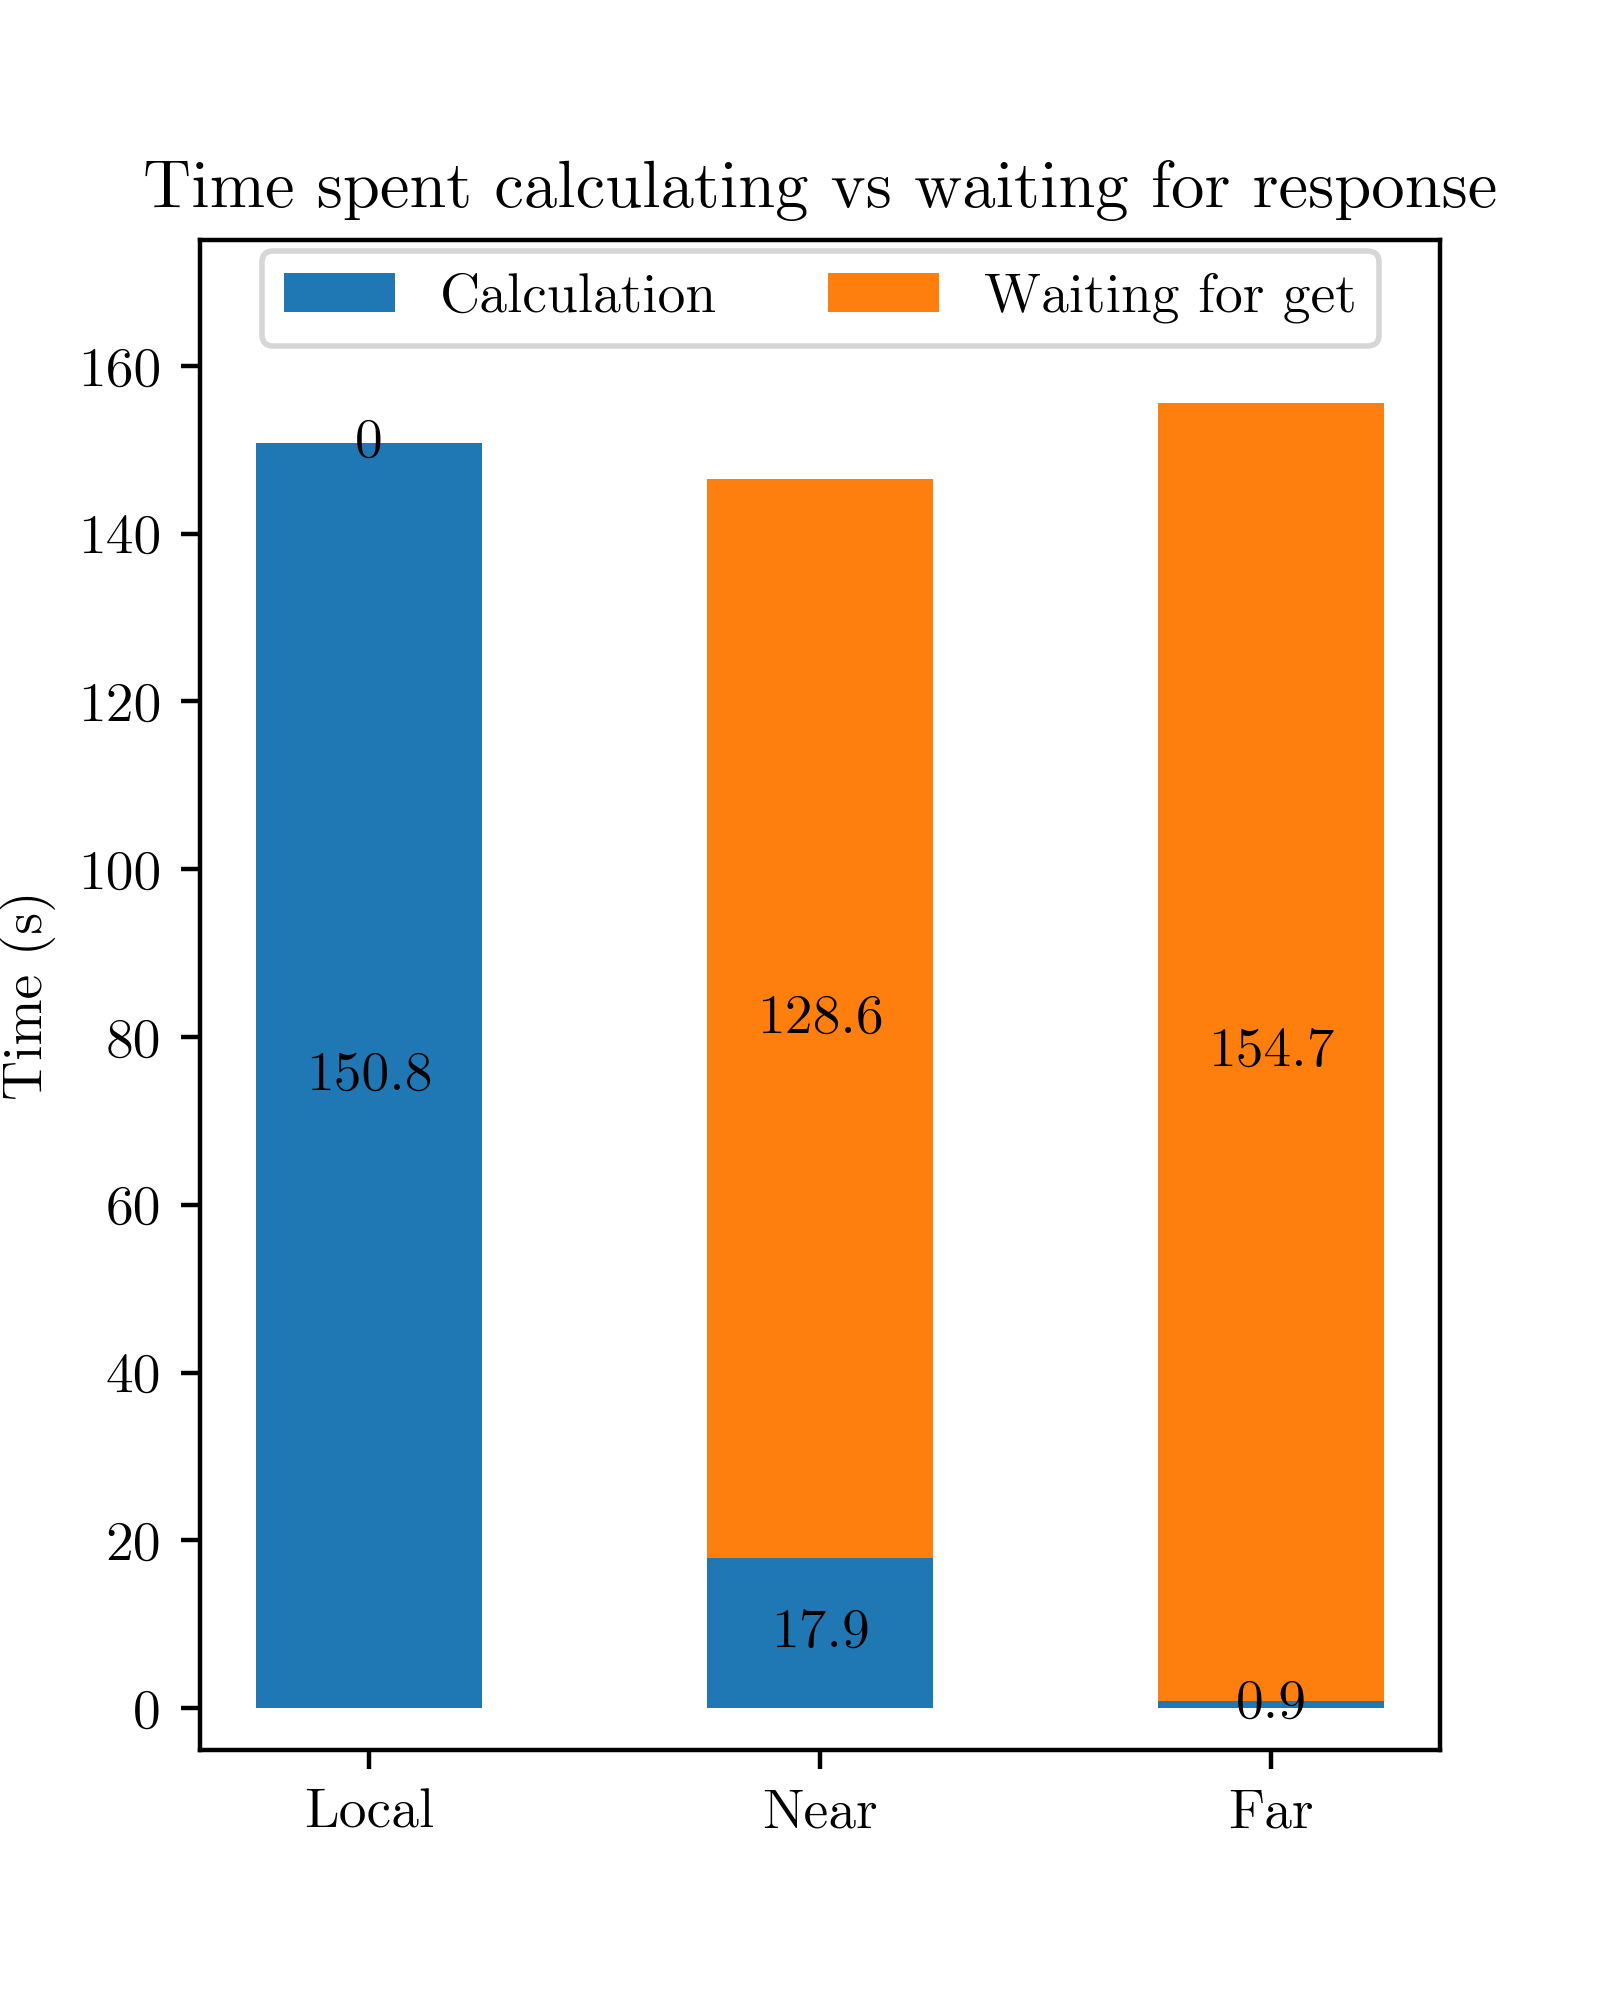 Time spent calculating vs waiting for response
Calculation
Waiting for get
160
140
120
100
80
60
40
20
0
Time (s)
0
150.8
128.6
17.9
154.7
0.9
Local
Near
Far